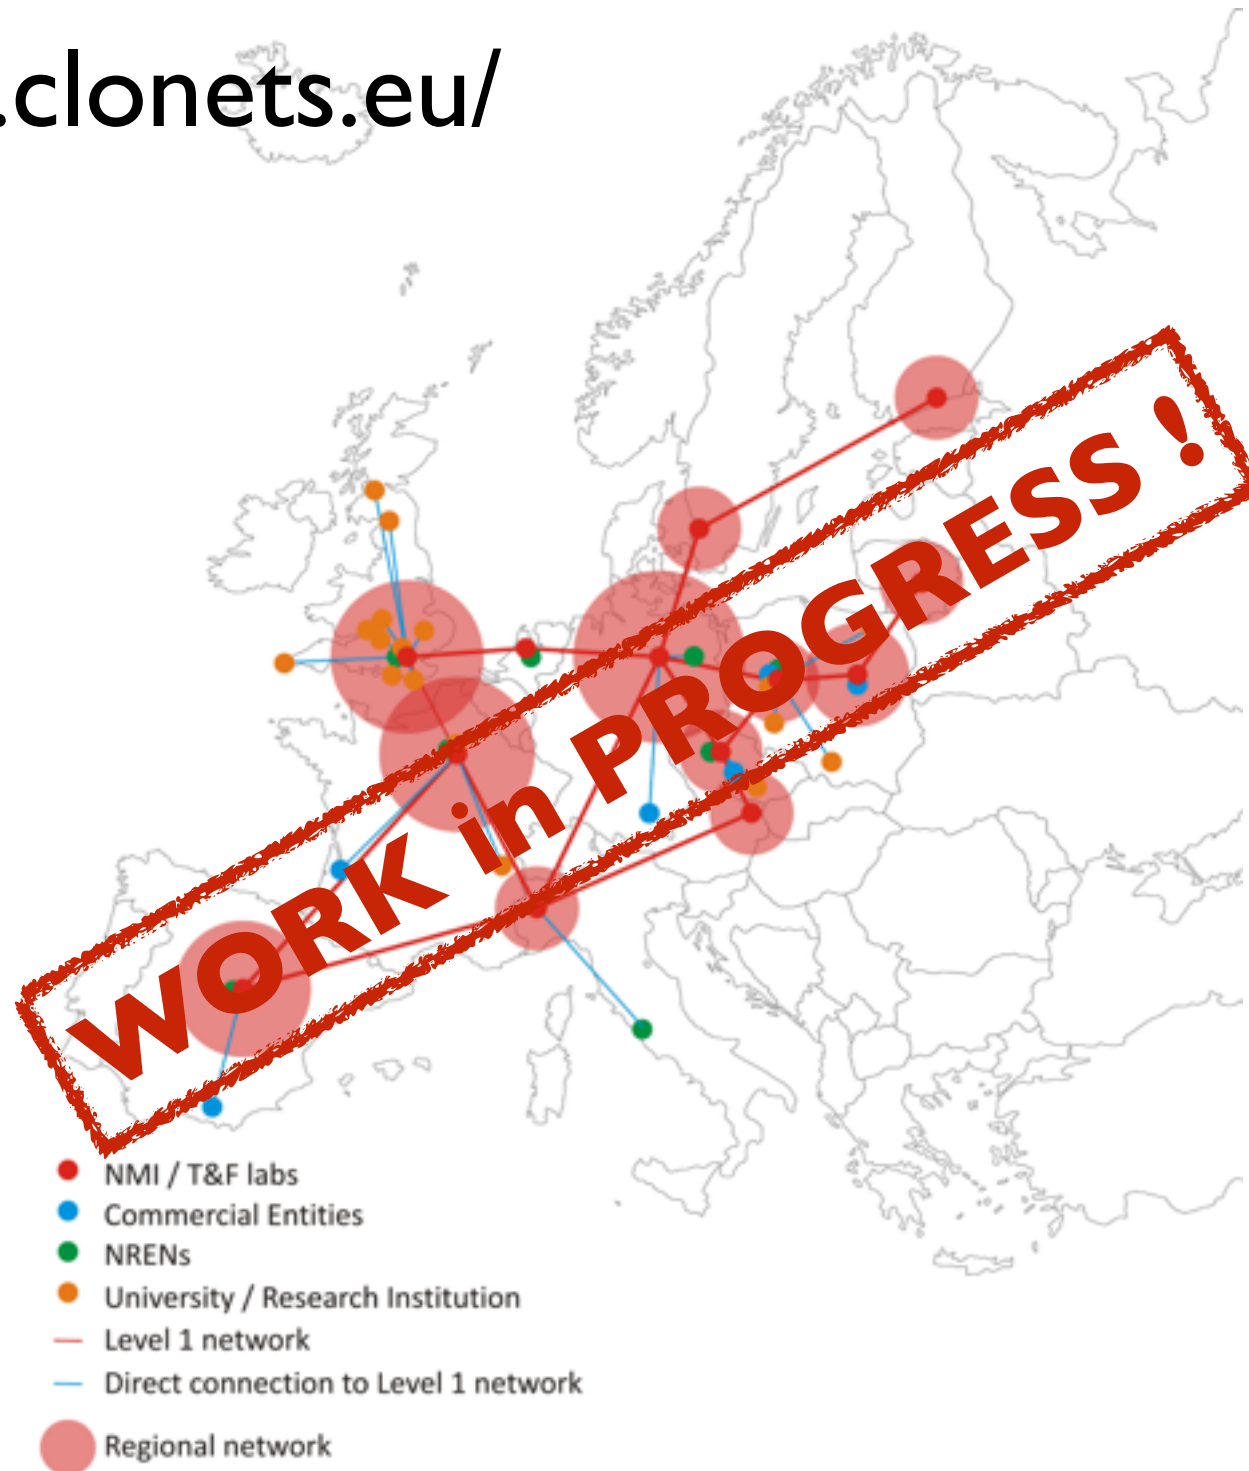 .clonets.eu/
WORK in PROGRESS !
NMI / T&F labs
Commercial Entities
NRENs
University / Research Institution
Level 1 network
Direct connection to Level 1 network
Regional network